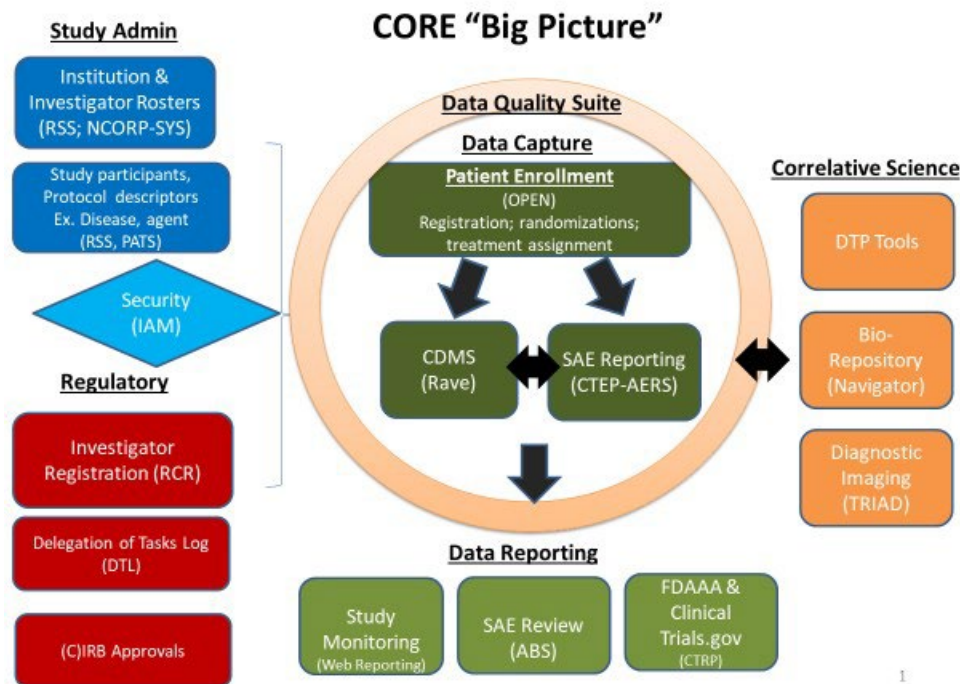 CORE “Big Picture”
Study Admin
Institution &
Investigator Rosters
(RSS; NCORP-SYS)
Study participants,
Protocol descriptors
Ex. Disease, agent
(RSS, PATS)
Security
(IAM)
Regulatory
Investigator
Registration (RCR)
Delegation of Tasks Log
(DTL)
(C)IRB Approvals
Data Quality Suite
Data Capture
Patient Enrollment
(OPEN)
Registration; randomizations;
treatment assignment
CDMS
(Rave)
SAE Reporting
(CTEP-AERS)
Data Reporting
Study
Monitoring
(Web Reporting)
SAE Review
(ABS)
FDAAA &
Clinical
Trials.gov
(CTRP)
Correlative Science
DTP Tools
Bio-
Repository
(Navigator)
Diagnostic
Imaging
(TRIAD)
1